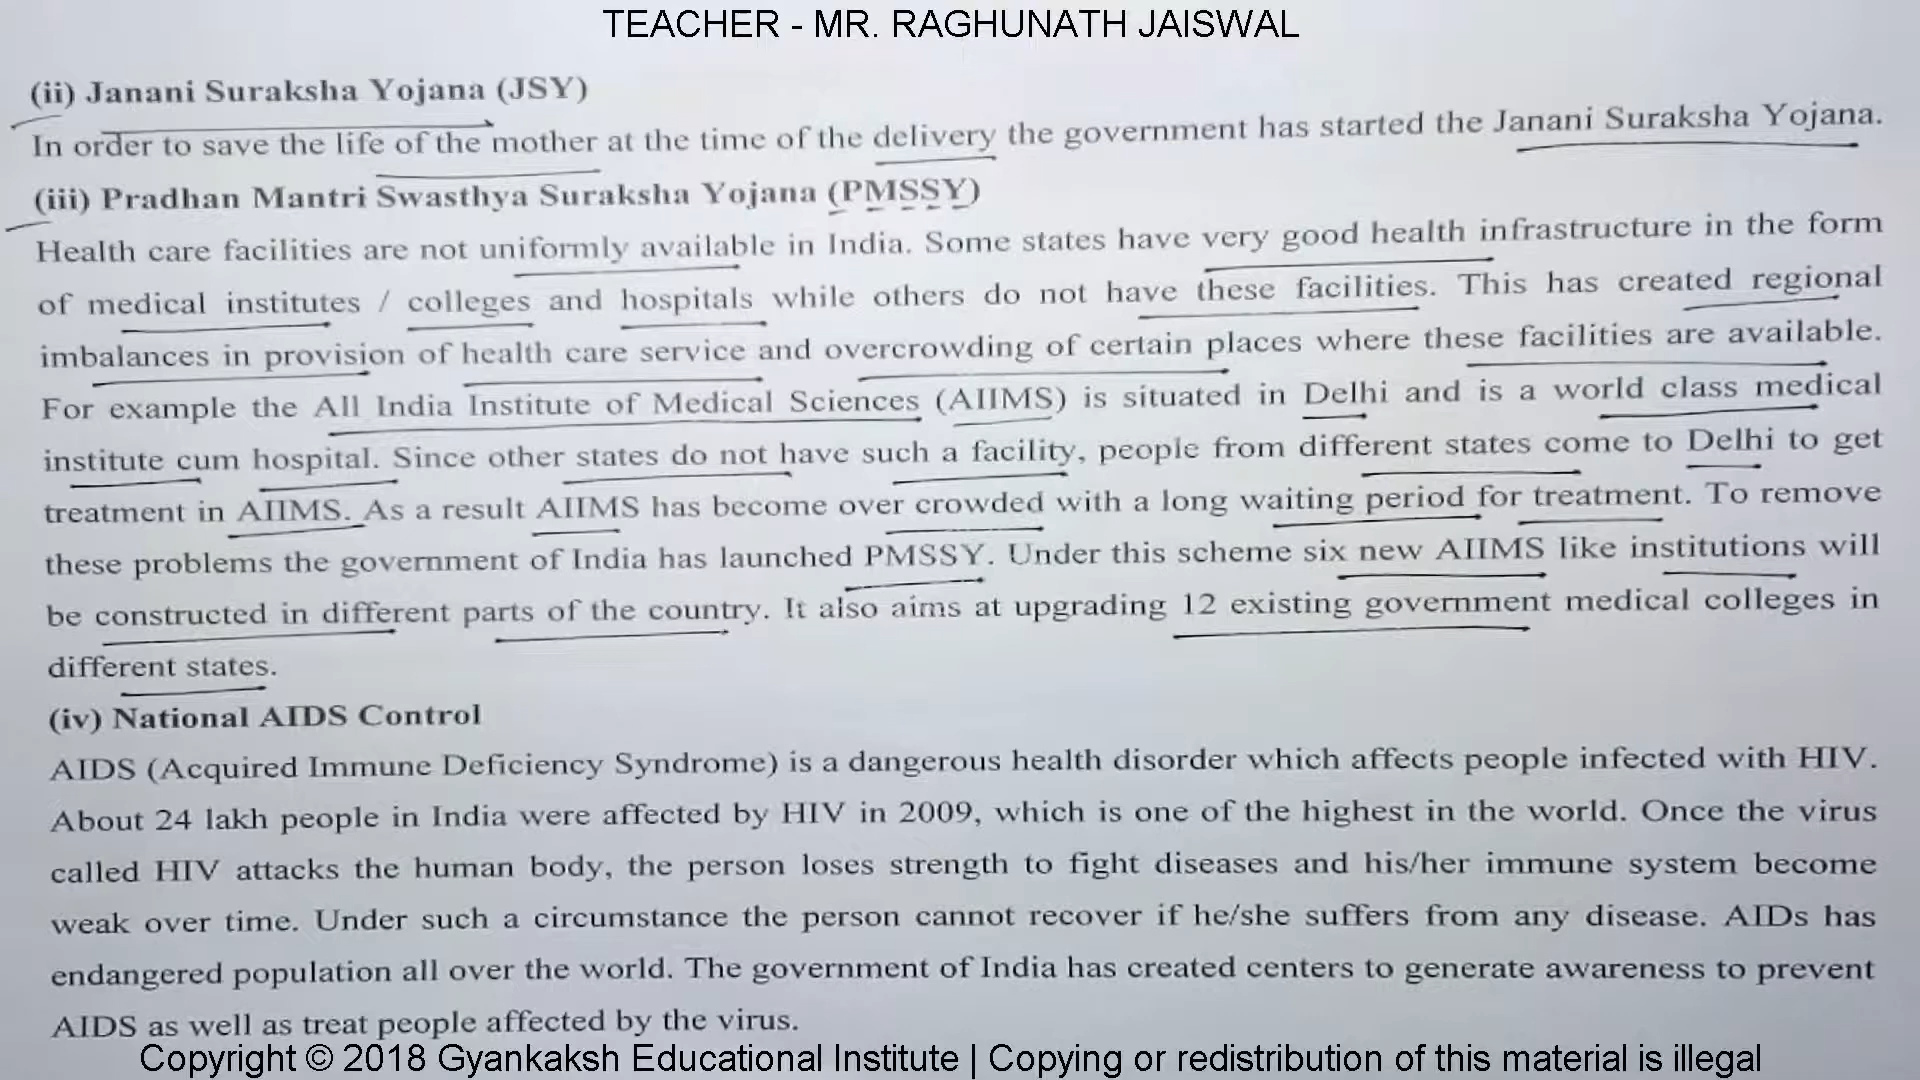 TEACHER - MR. RAGHUNATH JAISWAL
(ii) Janani Suraksha Yojana (JSY)
In order to save the life of the mother at the time of the delivery the government has started the Janani Suraksha Yojana.
(iii) Pradhan Mantri Swasthya Suraksha Yojana (PMSSY)
Health care facilities are not uniformly available in India. Some states have very good health infrastructure in the form
of medical institutes / colleges and hospitals while others do not have these facilities. This has created regional
imbalances in provision of health care service and overcrowding of certain places where these facilities are available.
For example the All India Institute of Medical Sciences (AIIMS) is situated in Delhi and is a world class medical
institute cum hospital. Since other states do not have such a facility, people from different states come to Delhi to get
treatment in AIIMS. As a result AIIMS has become over crowded with a long waiting period for treatment. To remove
these problems the government of India has launched PMSSY. Under this scheme six new AIIMS like institutions will
be constructed in different parts of the country. It also aims at upgrading 12 existing government medical colleges in
different states.
(iv) National AIDS Control
AIDS (Acquired Immune Deficiency Syndrome) is a dangerous health disorder which affects people infected with HIV.
About 24 lakh people in India were affected by HIV in 2009, which is one of the highest in the world. Once the virus
called HIV attacks the human body, the person loses strength to fight diseases and his/her immune system become
weak over time. Under such a circumstance the person cannot recover if he/she suffers from any disease. AIDs has
endangered population all over the world. The government of India has created centers to generate awareness to prevent
AIDS as well as treat people affected by the virus.
Copyright © 2018 Gyankaksh Educational Institute | Copying or redistribution of this material is illegal